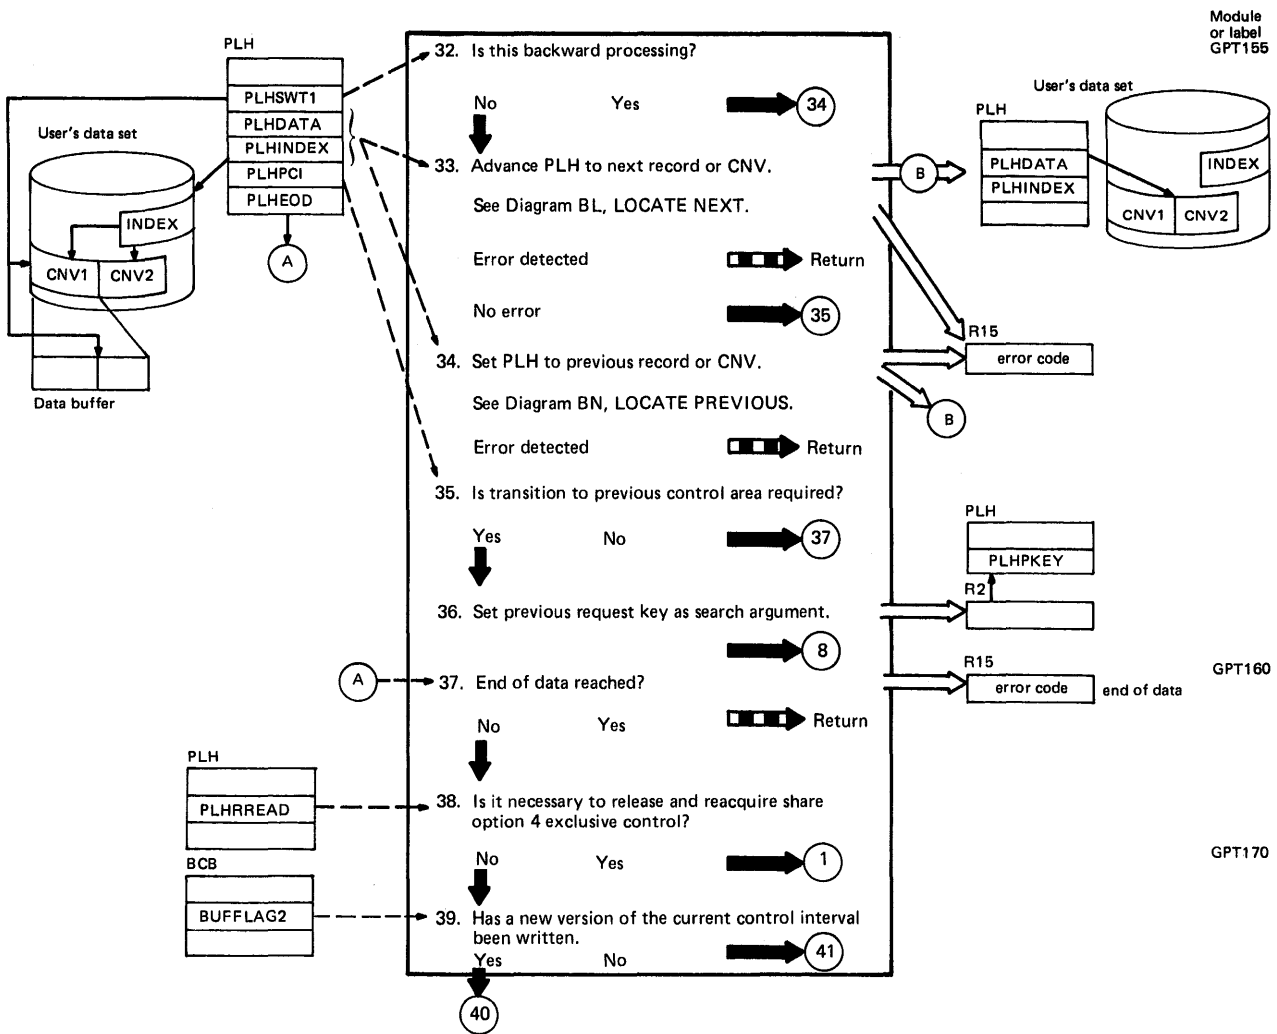 Module
or label
GPT155
PLH
PLHSWT1
PLHDATA
PLHINDEX
PLHPCI
PLHEOD
A
User's data set
INDEX
CNV1
CNV2
Data buffer
32. Is this backward processing?
No Yes 34
33. Advance PLH to next record or CNV.
See Diagram BL, LOCATE NEXT.
Error detected Return
No error 35
34. Set PLH to previous record or CNV.
See Diagram BN, LOCATE PREVIOUS.
Error detected Return
35. Is transition to previous control area required?
Yes No 37
36. Set previous request key as search argument.
8
A
37. End of data reached?
No Yes Return
PLH
PLHRREAD
38. Is it necessary to release and reacquire share
option 4 exclusive control?
No Yes 1
BCB
BUFFLAG2
39. Has a new version of the current control interval
been written.
Yes No 41
40
B
PLH
PLHDATA
PLHINDEX
User's data set
INDEX
CNV1
CNV2
R15
error code
B
PLH
PLHPKEY
R2
R15
error code end of data
GPT160
GPT170